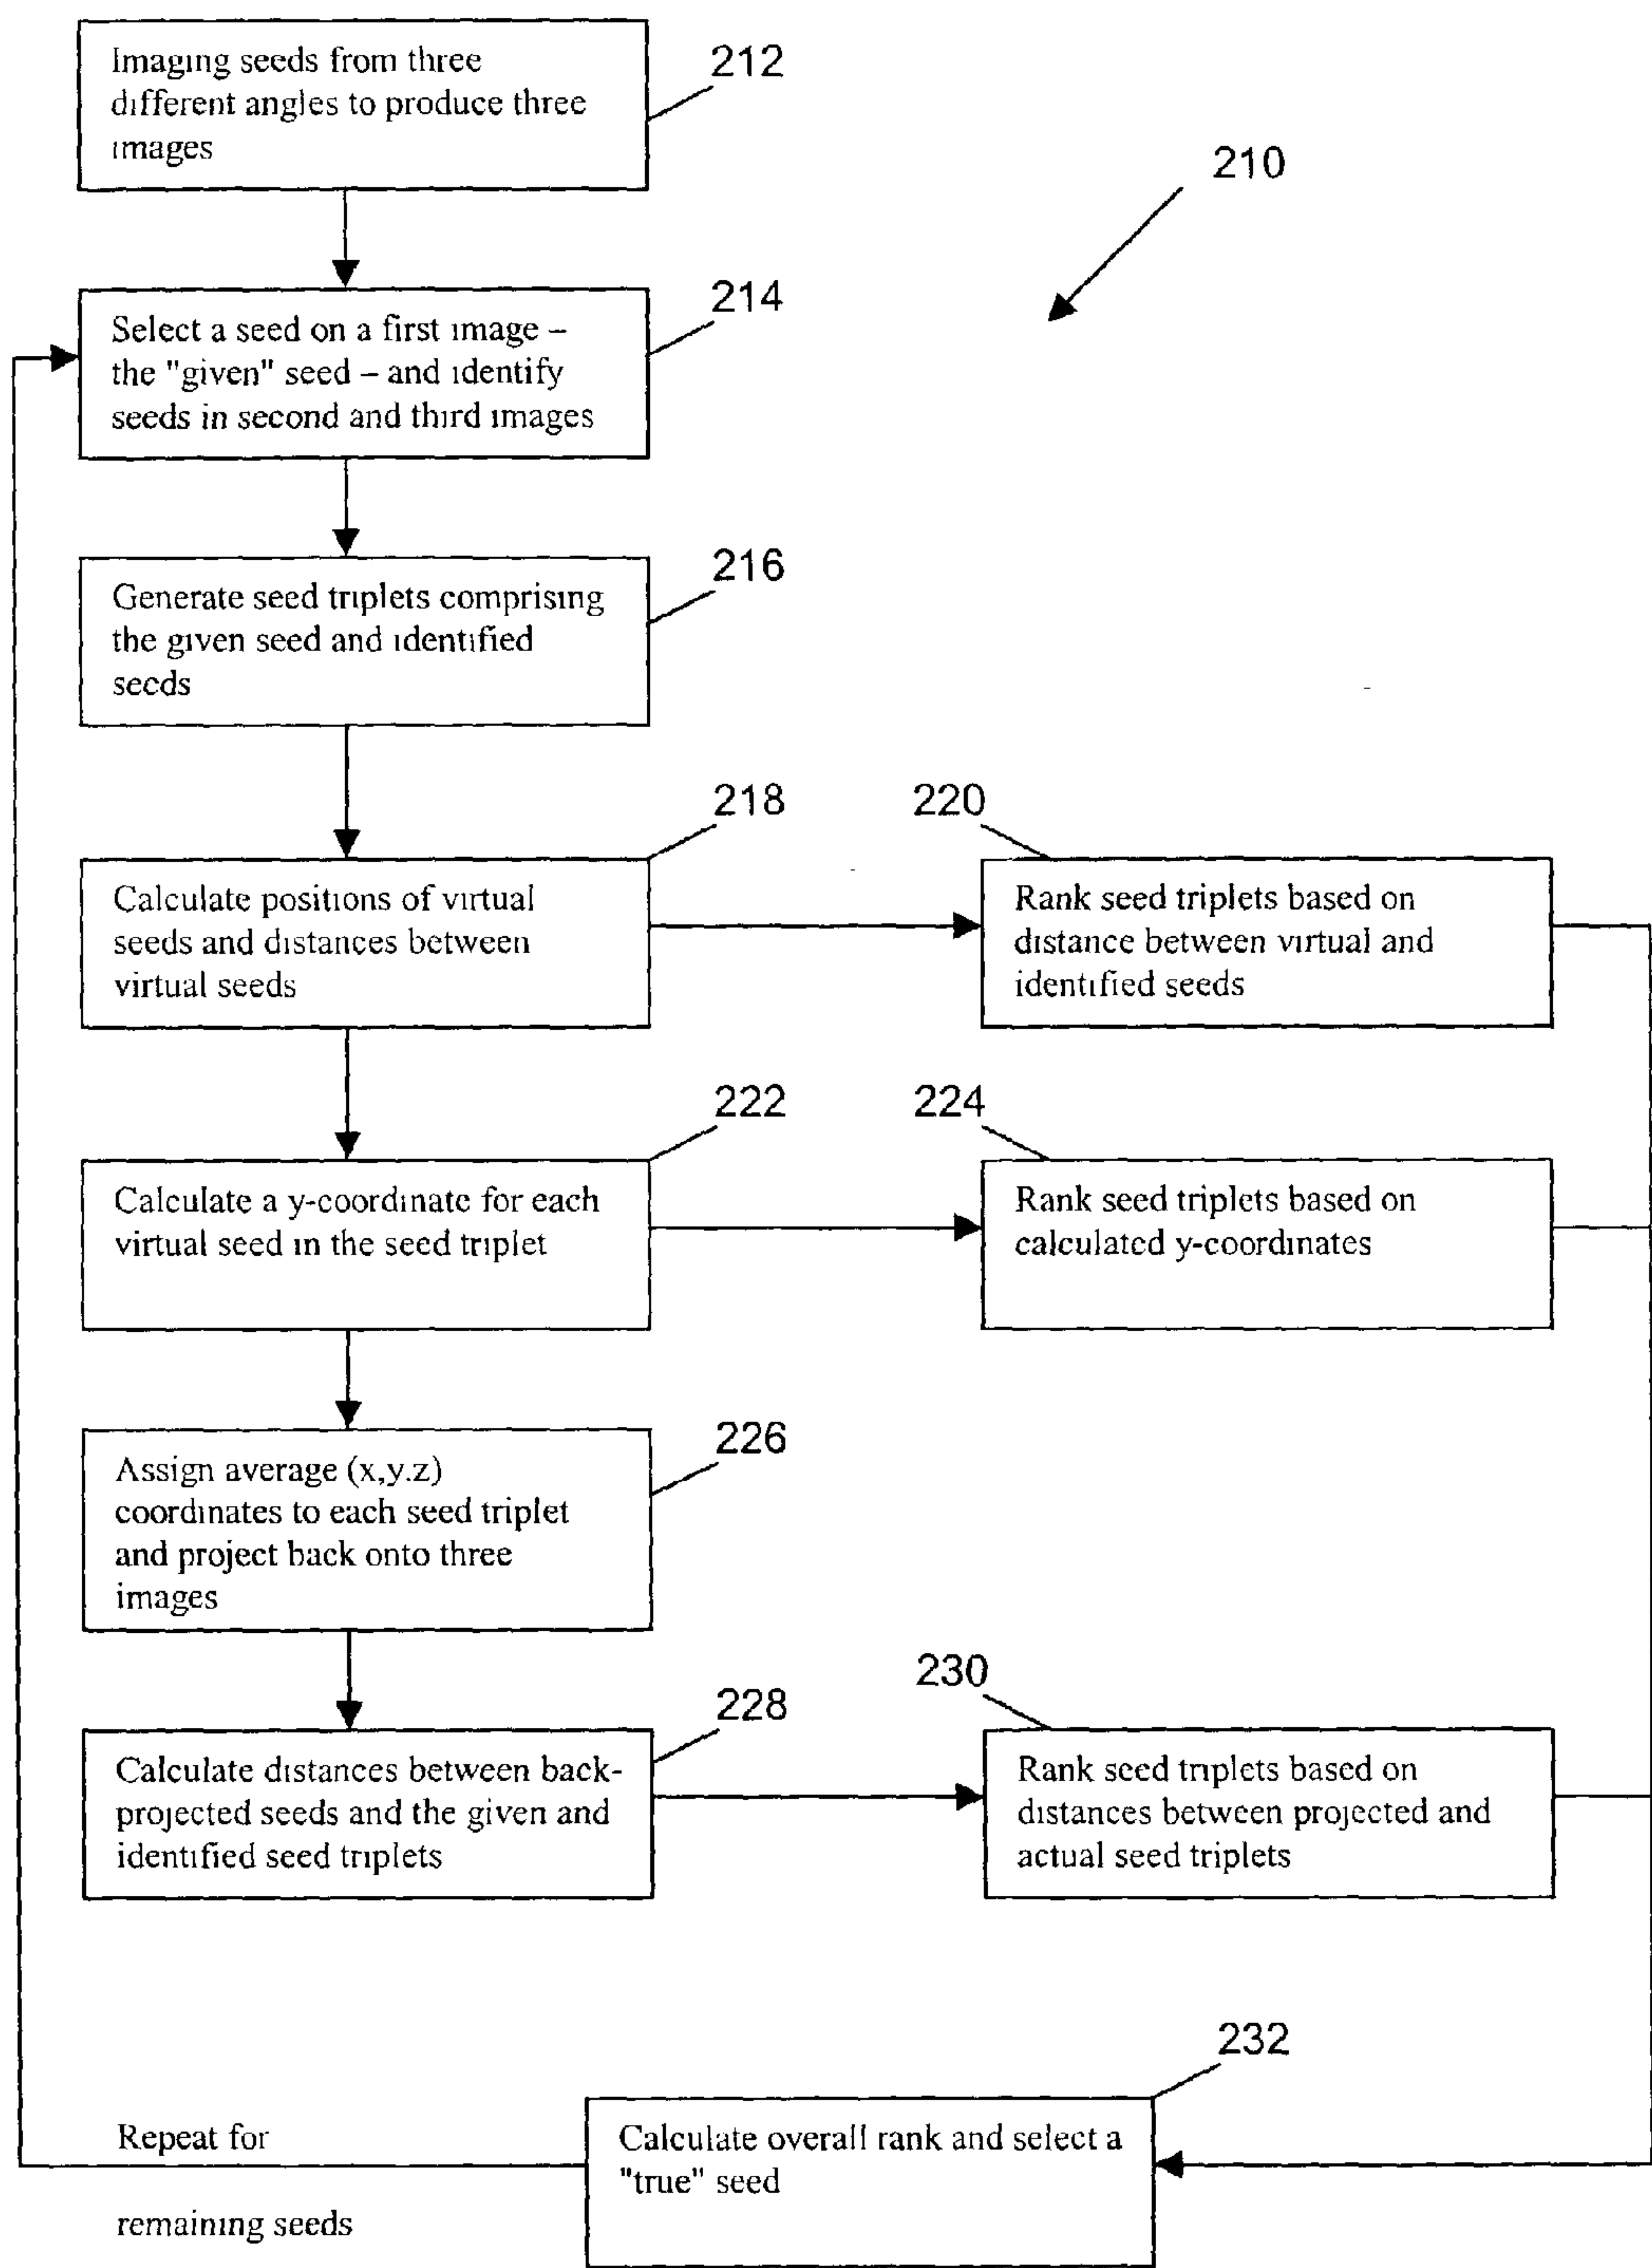 Imaging seeds from three
different angles to produce three
images
212
210
Select a seed on a first image –
the "given" seed – and identify
seeds in second and third images
214
Generate seed triplets comprising
the given seed and identified
seeds
216
Calculate positions of virtual
seeds and distances between
virtual seeds
218
220
Rank seed triplets based on
distance between virtual and
identified seeds
Calculate a y-coordinate for each
virtual seed in the seed triplet
222
224
Rank seed triplets based on
calculated y-coordinates
Assign average (x,y.z)
coordinates to each seed triplet
and project back onto three
images
226
Calculate distances between back-
projected seeds and the given and
identified seed triplets
228
230
Rank seed triplets based on
distances between projected and
actual seed triplets
232
Calculate overall rank and select a
"true" seed
Repeat for
remaining seeds